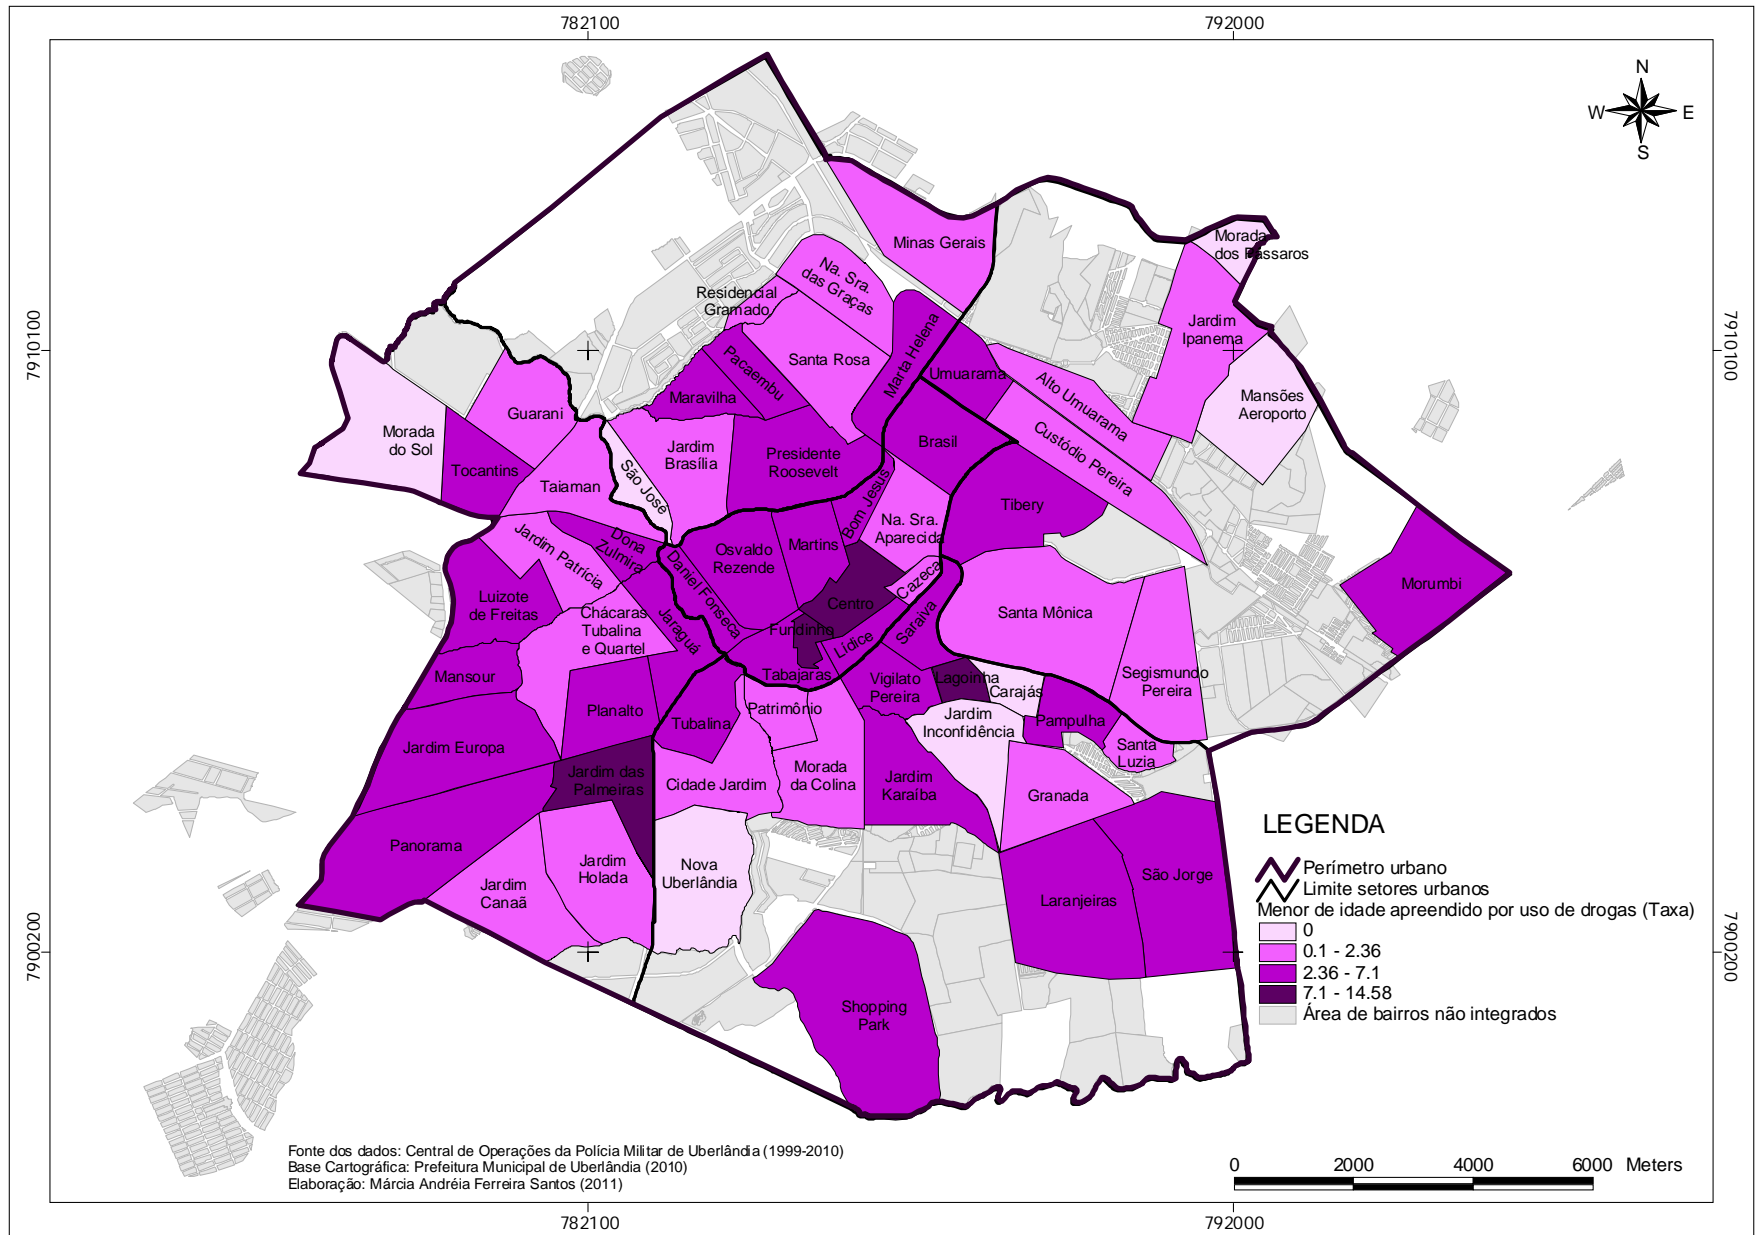 782100
792000
N
W
E
S
Morada
dos Pássaros
Minas Gerais
Na. Sra.
das Graças
Residencial
Gramado
7910100
7910100
Jardim
Ipanema
Marta Helena
Santa Rosa
Pacaembu
Umuarama
Alto Umuarama
Mansões
Aeroporto
Maravilha
Guarani
Morada
do Sol
Brasil
Custódio Pereira
Jardim
Brasília
Presidente
Roosevelt
Tocantins
Taiaman
São José
Bom Jesus
Tibery
Na. Sra.
Aparecida
Jardim Patrícia
Dona
Zulmira
Daniel Fonseca
Osvaldo
Rezende
Martins
Cazeca
Morumbi
Luizote
de Freitas
Chácaras
Tubalina
e Quartel
Jaraguá
Centro
Fundinho
Lídice
Saraiva
Santa Mônica
Segismundo
Pereira
Mansour
Tabajaras
Vigilato
Pereira
Lagoinha
Carajás
Planalto
Tubalina
Patrimônio
Jardim
Inconfidência
Pampulha
Jardim Europa
Santa
Luzia
Jardim das
Palmeiras
Cidade Jardim
Morada
da Colina
Jardim
Karaíba
Granada
Panorama
Jardim
Holada
Nova
Uberlândia
Jardim
Canaã
Laranjeiras
São Jorge
Shopping
Park
LEGENDA
Perímetro urbano
Limite setores urbanos
Menor de idade apreendido por uso de drogas (Taxa)
0
0.1 - 2.36
2.36 - 7.1
7.1 - 14.58
Área de bairros não integrados
7900200
7900200
Fonte dos dados: Central de Operações da Polícia Militar de Uberlândia (1999-2010)
Base Cartográfica: Prefeitura Municipal de Uberlândia (2010)
Elaboração: Márcia Andréia Ferreira Santos (2011)
0 2000 4000 6000 Meters
782100
792000